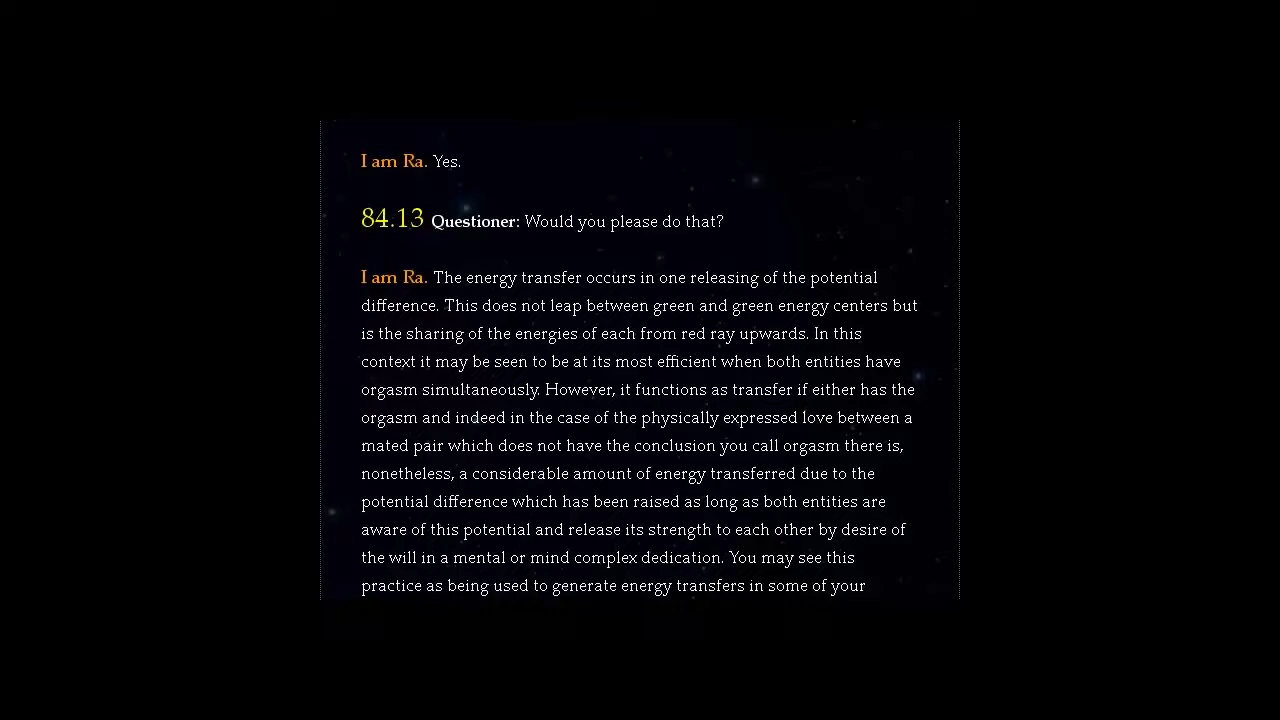 I am Ra. Yes.
84.13 Questioner: Would you please do that?
I am Ra. The energy transfer occurs in one releasing of the potential
difference. This does not leap between green and green energy centers but
is the sharing of the energies of each from red ray upwards. In this
context it may be seen to be at its most efficient when both entities have
orgasm simultaneously. However, it functions as transfer if either has the
orgasm and indeed in the case of the physically expressed love between a
mated pair which does not have the conclusion you call orgasm there is,
nonetheless, a considerable amount of energy transferred due to the
potential difference which has been raised as long as both entities are
aware of this potential and release its strength to each other by desire of
the will in a mental or mind complex dedication. You may see this
practice as being used to generate energy transfers in some of your